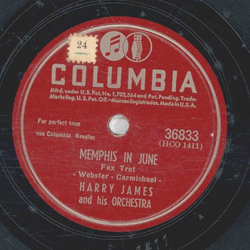 24
COLUMBIA
Mfrd. under U.S. Pat. No. 1,702,564 and Pat. Pending. Trade-
Marks Reg. U.S. Pat. Off.-Marcas Registradas. Made in U.S.A.
For perfect tone
use Columbia Needles
36833
(HCO 1411)
MEMPHIS IN JUNE
Fox Trot
- Webster - Carmichael -
HARRY JAMES
and his ORCHESTRA